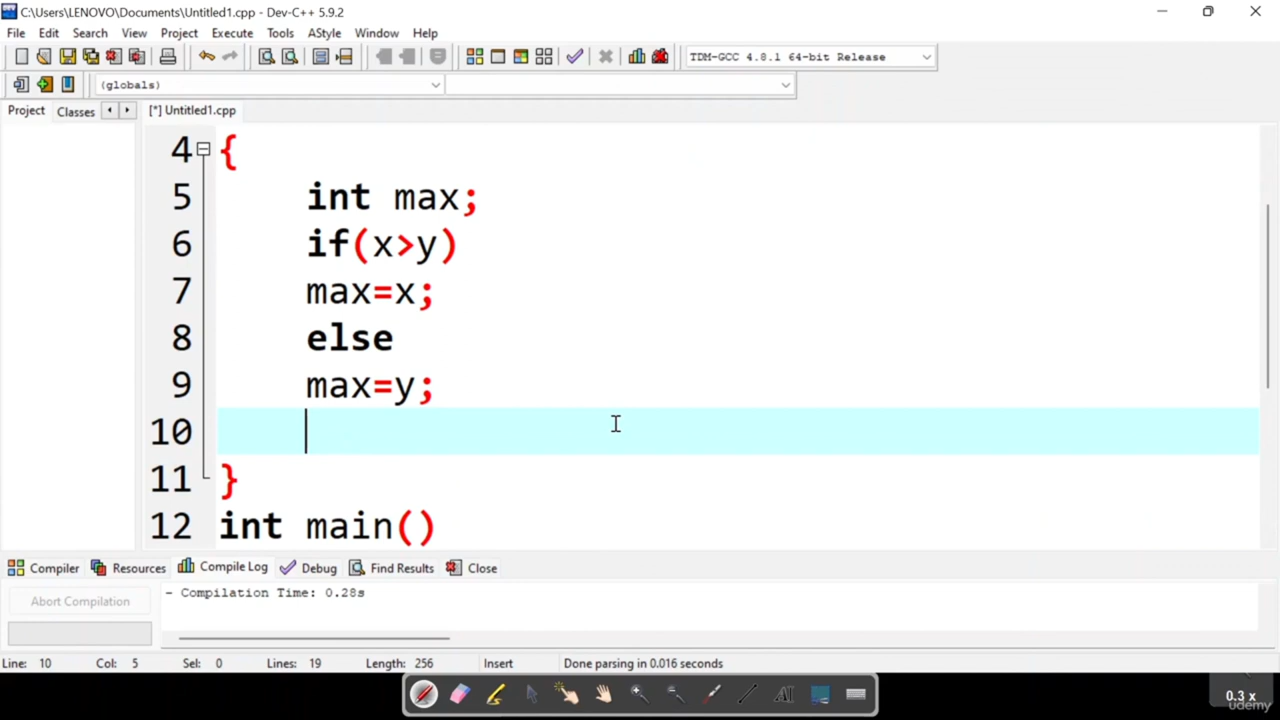 C:\Users\LENOVO\Documents\Untitled1.cpp - Dev-C++ 5.9.2
File Edit Search View Project Execute Tools AStyle Window Help
TDM-GCC 4.8.1 64-bit Release
(globals)
Project Classes [*] Untitled1.cpp
4 {
5 int max;
6 if(x>y)
7 max=x;
8 else
9 max=y;
10
11 }
12 int main()
Compiler Resources Compile Log Debug Find Results Close
- Compilation Time: 0.28s
Abort Compilation
Line: 10 Col: 5 Sel: 0 Lines: 19 Length: 256 Insert Done parsing in 0.016 seconds
AI
0.3 x
udemy